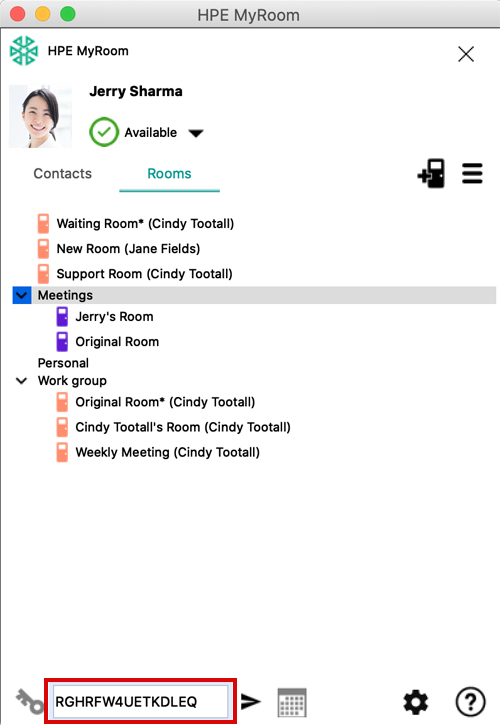 HPE MyRoom
HPE MyRoom
Jerry Sharma
Available
Contacts Rooms
Waiting Room* (Cindy Tootall)
New Room (Jane Fields)
Support Room (Cindy Tootall)
Meetings
Jerry's Room
Original Room
Personal
Work group
Original Room* (Cindy Tootall)
Cindy Tootall's Room (Cindy Tootall)
Weekly Meeting (Cindy Tootall)
RGHRFW4UETKDLEQ